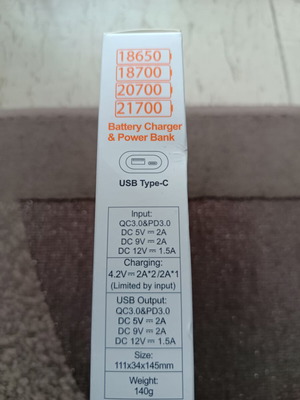 18650
18700
20700
21700
Battery Charger
& Power Bank
USB Type-C
Input:
QC3.0&PD3.0
DC 5V⎓2A
DC 9V⎓2A
DC 12V⎓1.5A
Charging:
4.2V⎓2A*2/2A*1
(Limited by input)
USB Output:
QC3.0&PD3.0
DC 5V⎓2A
DC 9V⎓2A
DC 12V⎓1.5A
Size:
111x34x145mm
Weight:
140g